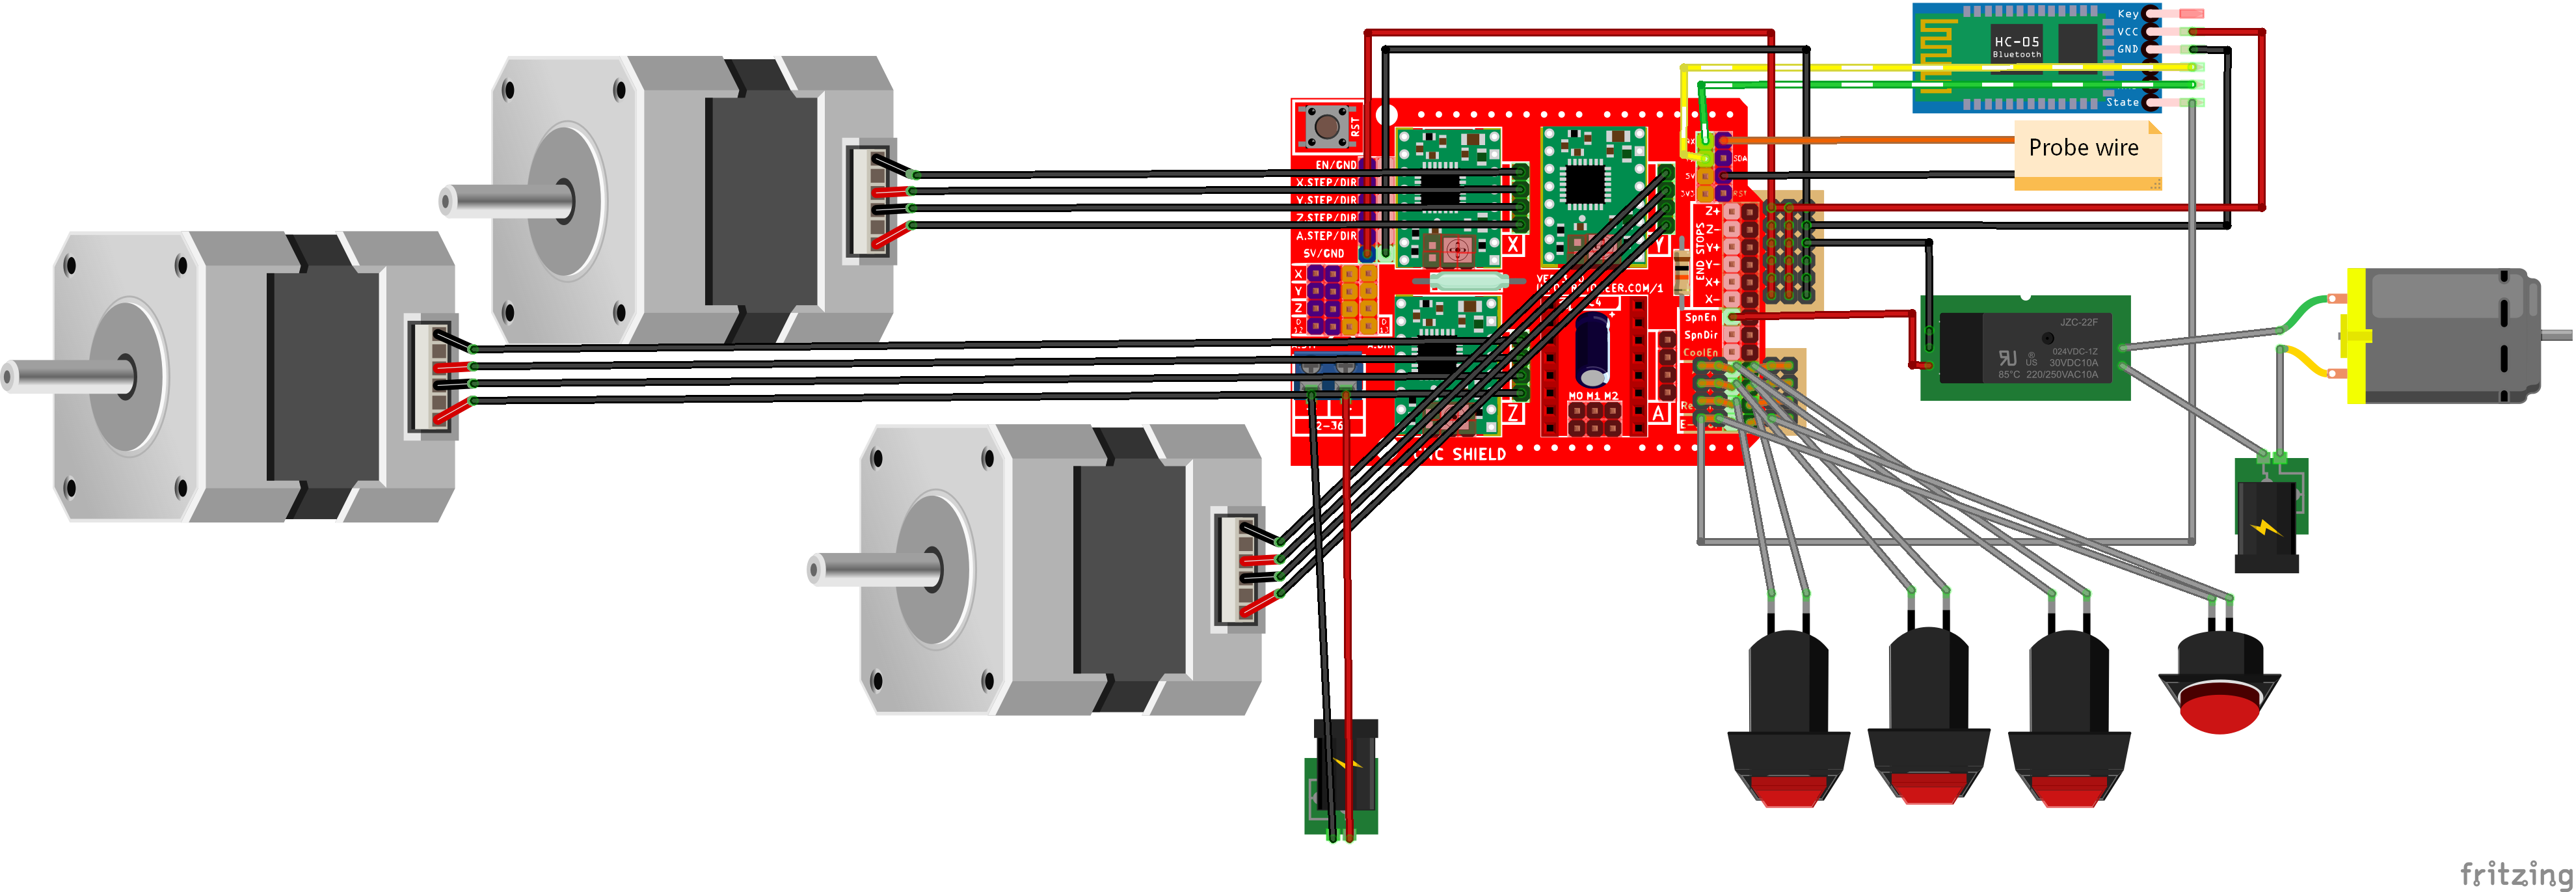 Key
VCC
GND
State
HC-05
Bluetooth
Probe wire
RST
EN/GND
X.STEP/DIR
Y.STEP/DIR
Z.STEP/DIR
A.STEP/DIR
5V/GND
X
Y
Z
X
Y
Z
A
SDA
5V
3V3
RST
END STOPS
Z+
Z-
Y+
Y-
X+
X-
SpnEn
SpnDir
CoolEn
M0 M1 M2
2-36
CNC SHIELD
JZC-22F
024VDC-1Z
30VDC10A
220/250VAC10A
US
85°C
fritzing